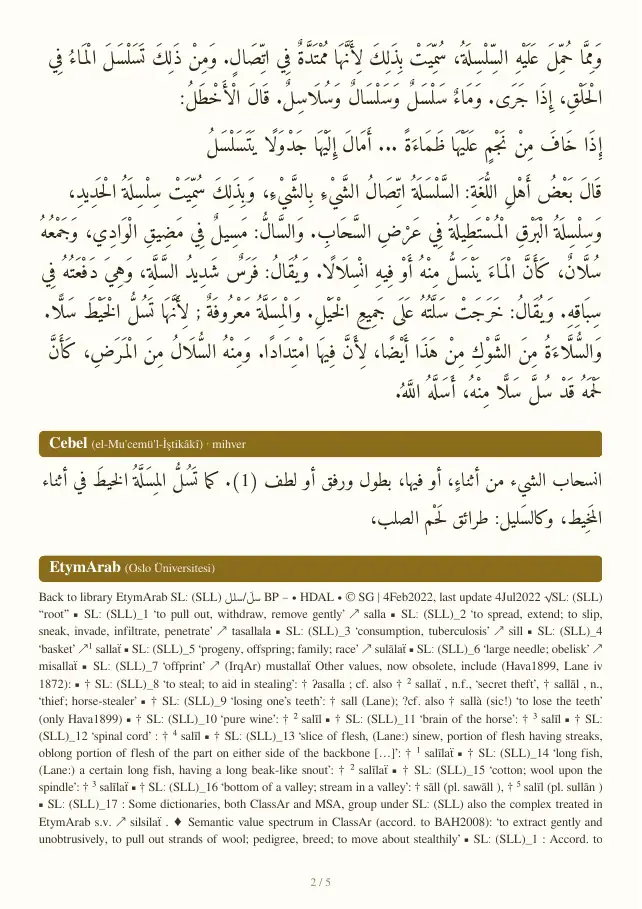 وَمِمَّا حُمِّلَ عَلَيْهِ السِّلْسِلَةُ، سُمِّيَتْ بِذَلِكَ لِأَنَّهَا مُمْتَدَّةٌ فِي اتِّصَالٍ. وَمِنْ ذَلِكَ تَسَلْسَلَ الْمَاءُ فِي
الْحَلْقِ، إِذَا جَرَى. وَمَاءٌ سَلْسَلٌ وَسَلْسَالٌ وَسُلَاسِلٌ. قَالَ الْأَخْطَلُ:
إِذَا خَافَ مِنْ نَجْمٍ عَلَيْهَا ظَمَاءَةً ... أَمَالَ إِلَيْهَا جَدْوَلًا يَتَسَلْسَلُ
قَالَ بَعْضُ أَهْلِ اللُّغَةِ: السَّلْسَلَةُ اتِّصَالُ الشَّيْءِ بِالشَّيْءِ، وَبِذَلِكَ سُمِّيَتْ سِلْسِلَةُ الْحَدِيدِ،
وَسِلْسِلَةُ الْبَرْقِ الْمُسْتَطِيلَةُ فِي عَرْضِ السَّحَابِ. وَالسَّالُّ: مَسِيلٌ فِي مَضِيقِ الْوَادِي، وَجَمْعُهُ
سُلَّانٌ، كَأَنَّ الْمَاءَ يَنْسَلُّ مِنْهُ أَوْ فِيهِ انْسِلَالًا. وَيُقَالُ: فَرَسٌ شَدِيدُ السَّلَّةِ، وَهِيَ دَفْعَتُهُ فِي
سِبَاقِهِ. وَيُقَالُ: خَرَجَتْ سَلَّتُهُ عَلَى جَمِيعِ الْخَيْلِ. وَالْمِسَلَّةُ مَعْرُوفَةٌ ; لِأَنَّهَا تَسُلُّ الْخَيْطَ سَلًّا.
وَالسُّلَّاءَةُ مِنَ الشَّوْكِ مِنْ هَذَا أَيْضًا، لِأَنَّ فِيهَا امْتِدَادًا. وَمِنْهُ السُّلَالُ مِنَ الْمَرَضِ، كَأَنَّ
لَحْمَهُ قَدْ سُلَّ سَلًّا مِنْهُ، أَسَلَّهُ اللَّهُ.
Cebel (el-Mu'cemü'l-İştikâkî) · mihver
انسحاب الشيء من أثناءٍ، أو فيها، بطول ورفق أو لطف (1). كما تَسُلُّ المِسَلَّةُ الخيطَ في أثناء
المَخِيط، وكالسَليل: طرائق لَحْم الصلب،
EtymArab (Oslo Üniversitesi)
Back to library EtymArab SL: (SLL) سلّ/سلل BP – • HDAL • © SG | 4Feb2022, last update 4Jul2022 √SL: (SLL)
“root” ▪ SL: (SLL)_1 ‘to pull out, withdraw, remove gently’ ↗ salla ▪ SL: (SLL)_2 ‘to spread, extend; to slip,
sneak, invade, infiltrate, penetrate’ ↗ tasallala ▪ SL: (SLL)_3 ‘consumption, tuberculosis’ ↗ sill ▪ SL: (SLL)_4
‘basket’ ↗¹ sallaẗ ▪ SL: (SLL)_5 ‘progeny, offspring; family; race’ ↗ sulālaẗ ▪ SL: (SLL)_6 ‘large needle; obelisk’ ↗
misallaẗ ▪ SL: (SLL)_7 ‘offprint’ ↗ (IrqAr) mustallaẗ Other values, now obsolete, include (Hava1899, Lane iv
1872): ▪ † SL: (SLL)_8 ‘to steal; to aid in stealing’: † ʔasalla ; cf. also † ² sallaẗ , n.f., ‘secret theft’, † sallāl , n.,
‘thief; horse-stealer’ ▪ † SL: (SLL)_9 ‘losing one’s teeth’: † sall (Lane); ?cf. also † sallà (sic!) ‘to lose the teeth’
(only Hava1899) ▪ † SL: (SLL)_10 ‘pure wine’: † ² salīl ▪ † SL: (SLL)_11 ‘brain of the horse’: † ³ salīl ▪ † SL:
(SLL)_12 ‘spinal cord’ : † ⁴ salīl ▪ † SL: (SLL)_13 ‘slice of flesh, (Lane:) sinew, portion of flesh having streaks,
oblong portion of flesh of the part on either side of the backbone […]’: † ¹ salīlaẗ ▪ † SL: (SLL)_14 ‘long fish,
(Lane:) a certain long fish, having a long beak-like snout’: † ² salīlaẗ ▪ † SL: (SLL)_15 ‘cotton; wool upon the
spindle’: † ³ salīlaẗ ▪ † SL: (SLL)_16 ‘bottom of a valley; stream in a valley’: † sāll (pl. sawāll ), † ⁵ salīl (pl. sullān )
▪ SL: (SLL)_17 : Some dictionaries, both ClassAr and MSA, group under SL: (SLL) also the complex treated in
EtymArab s.v. ↗ silsilaẗ . ♦ Semantic value spectrum in ClassAr (accord. to BAH2008): ‘to extract gently and
unobtrusively, to pull out strands of wool; pedigree, breed; to move about stealthily’ ▪ SL: (SLL)_1 : Accord. to
2 / 5